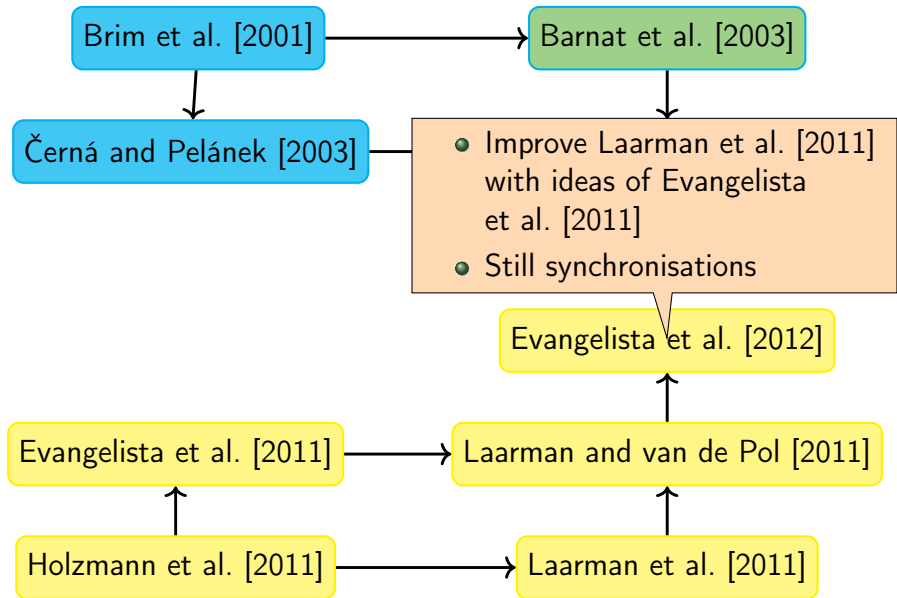 Brim et al. [2001]
Barnat et al. [2003]
Černá and Pelánek [2003]
Improve Laarman et al. [2011]
with ideas of Evangelista
et al. [2011]
Still synchronisations
Evangelista et al. [2012]
Evangelista et al. [2011]
Laarman and van de Pol [2011]
Holzmann et al. [2011]
Laarman et al. [2011]